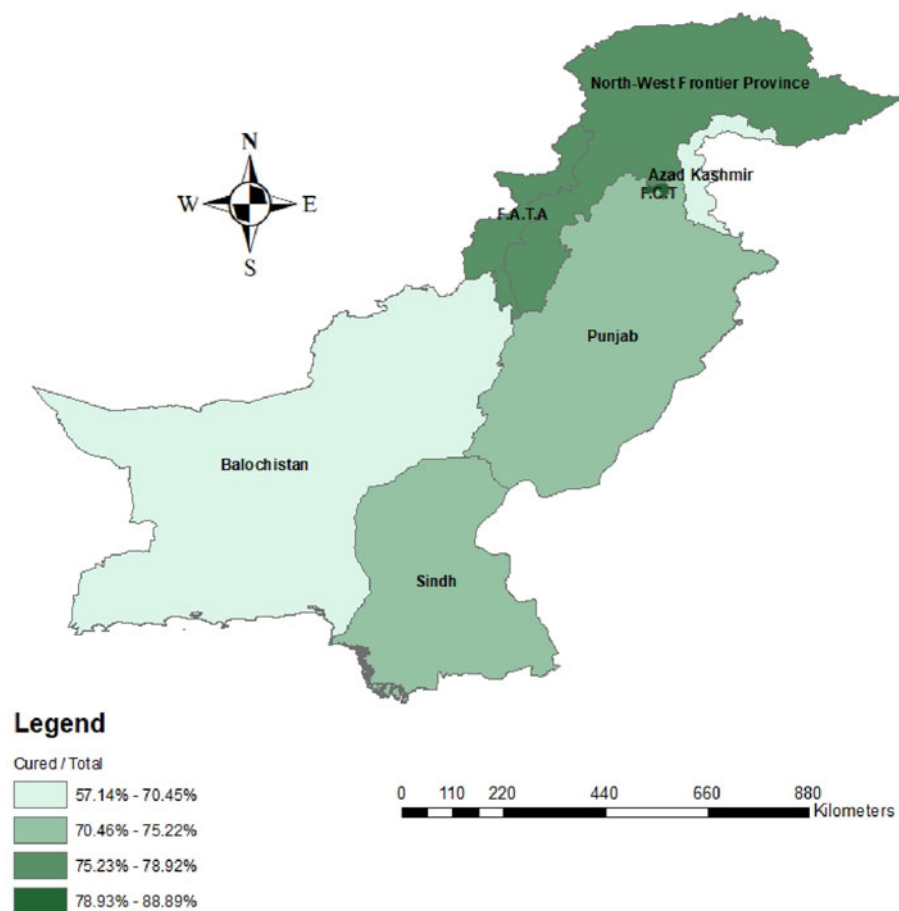 North-West Frontier Province
N
Azad Kashmir
F.C.T
W
E
F.A.T.A
S
Punjab
Balochistan
Sindh
Legend
Cured / Total
57.14% - 70.45%
70.46% - 75.22%
75.23% - 78.92%
78.93% - 88.89%
0 110 220 440 660 880
Kilometers